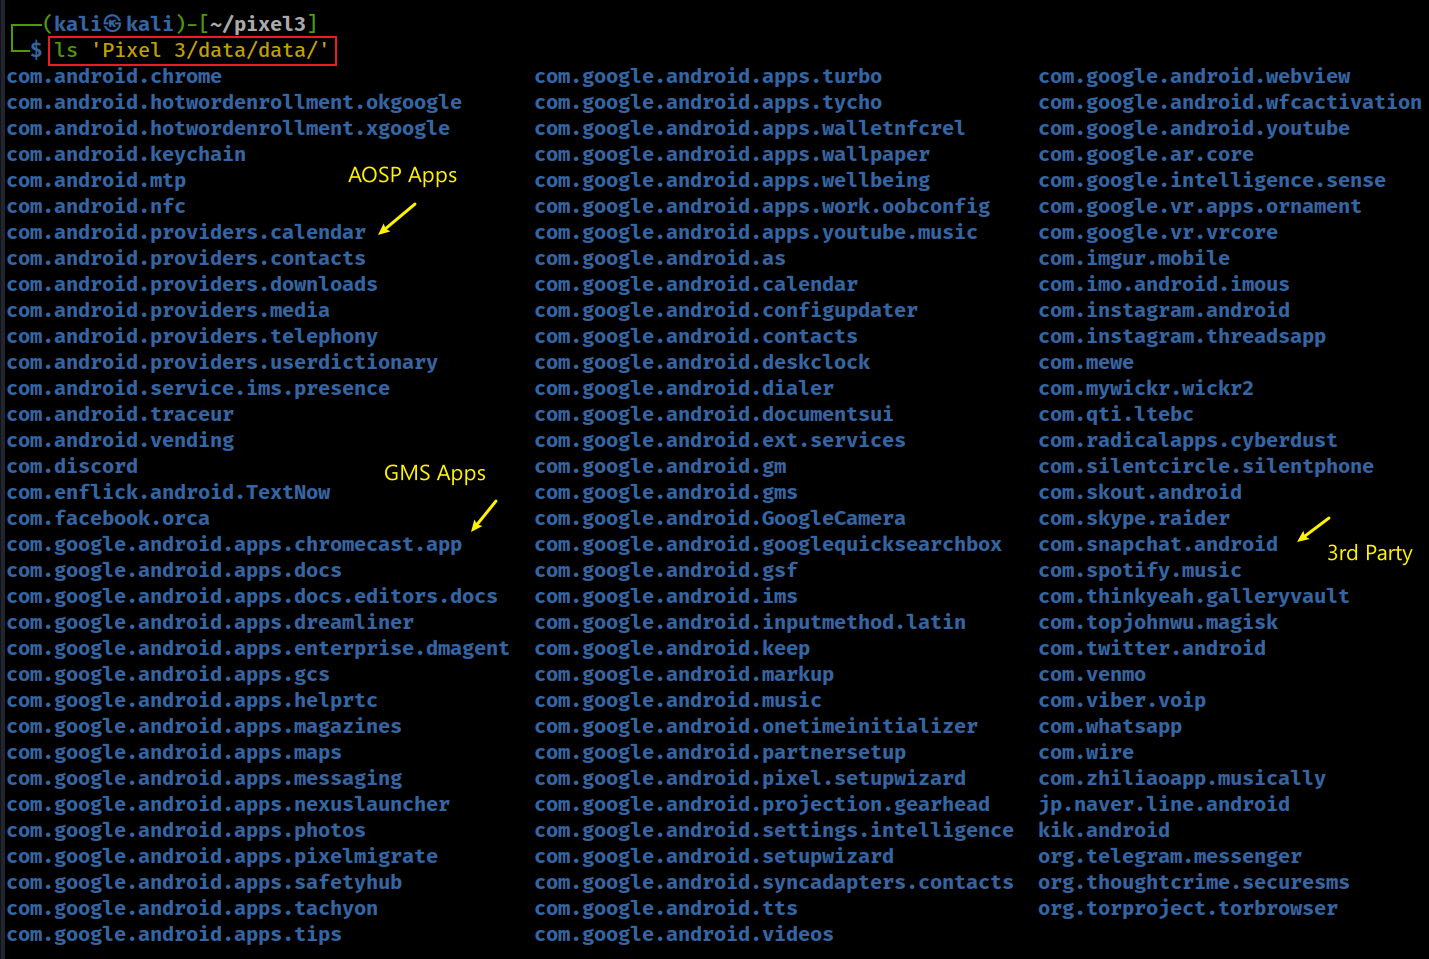 (kali㉿kali)-[~/pixel3]
$ ls 'Pixel 3/data/data/'
com.android.chrome
com.android.hotwordenrollment.okgoogle
com.android.hotwordenrollment.xgoogle
com.android.keychain
com.android.mtp
com.android.nfc
com.android.providers.calendar
com.android.providers.contacts
com.android.providers.downloads
com.android.providers.media
com.android.providers.telephony
com.android.providers.userdictionary
com.android.service.ims.presence
com.android.traceur
com.android.vending
com.discord
com.enflick.android.TextNow
com.facebook.orca
com.google.android.apps.chromecast.app
com.google.android.apps.docs
com.google.android.apps.docs.editors.docs
com.google.android.apps.dreamliner
com.google.android.apps.enterprise.dmagent
com.google.android.apps.gcs
com.google.android.apps.helprtc
com.google.android.apps.magazines
com.google.android.apps.maps
com.google.android.apps.messaging
com.google.android.apps.nexuslauncher
com.google.android.apps.photos
com.google.android.apps.pixelmigrate
com.google.android.apps.safetyhub
com.google.android.apps.tachyon
com.google.android.apps.tips
AOSP Apps
GMS Apps
com.google.android.apps.turbo
com.google.android.apps.tycho
com.google.android.apps.walletnfcrel
com.google.android.apps.wallpaper
com.google.android.apps.wellbeing
com.google.android.apps.work.oobconfig
com.google.android.apps.youtube.music
com.google.android.as
com.google.android.calendar
com.google.android.configupdater
com.google.android.contacts
com.google.android.deskclock
com.google.android.dialer
com.google.android.documentsui
com.google.android.ext.services
com.google.android.gm
com.google.android.gms
com.google.android.GoogleCamera
com.google.android.googlequicksearchbox
com.google.android.gsf
com.google.android.ims
com.google.android.inputmethod.latin
com.google.android.keep
com.google.android.markup
com.google.android.music
com.google.android.onetimeinitializer
com.google.android.partnersetup
com.google.android.pixel.setupwizard
com.google.android.projection.gearhead
com.google.android.settings.intelligence
com.google.android.setupwizard
com.google.android.syncadapters.contacts
com.google.android.tts
com.google.android.videos
com.google.android.webview
com.google.android.wfcactivation
com.google.android.youtube
com.google.ar.core
com.google.intelligence.sense
com.google.vr.apps.ornament
com.google.vr.vrcore
com.imgur.mobile
com.imo.android.imous
com.instagram.android
com.instagram.threadsapp
com.mewe
com.mywickr.wickr2
com.qti.ltebc
com.radicalapps.cyberdust
com.silentcircle.silentphone
com.skout.android
com.skype.raider
com.snapchat.android
com.spotify.music
com.thinkyeah.galleryvault
com.topjohnwu.magisk
com.twitter.android
com.venmo
com.viber.voip
com.whatsapp
com.wire
com.zhiliaoapp.musically
jp.naver.line.android
kik.android
org.telegram.messenger
org.thoughtcrime.securesms
org.torproject.torbrowser
3rd Party